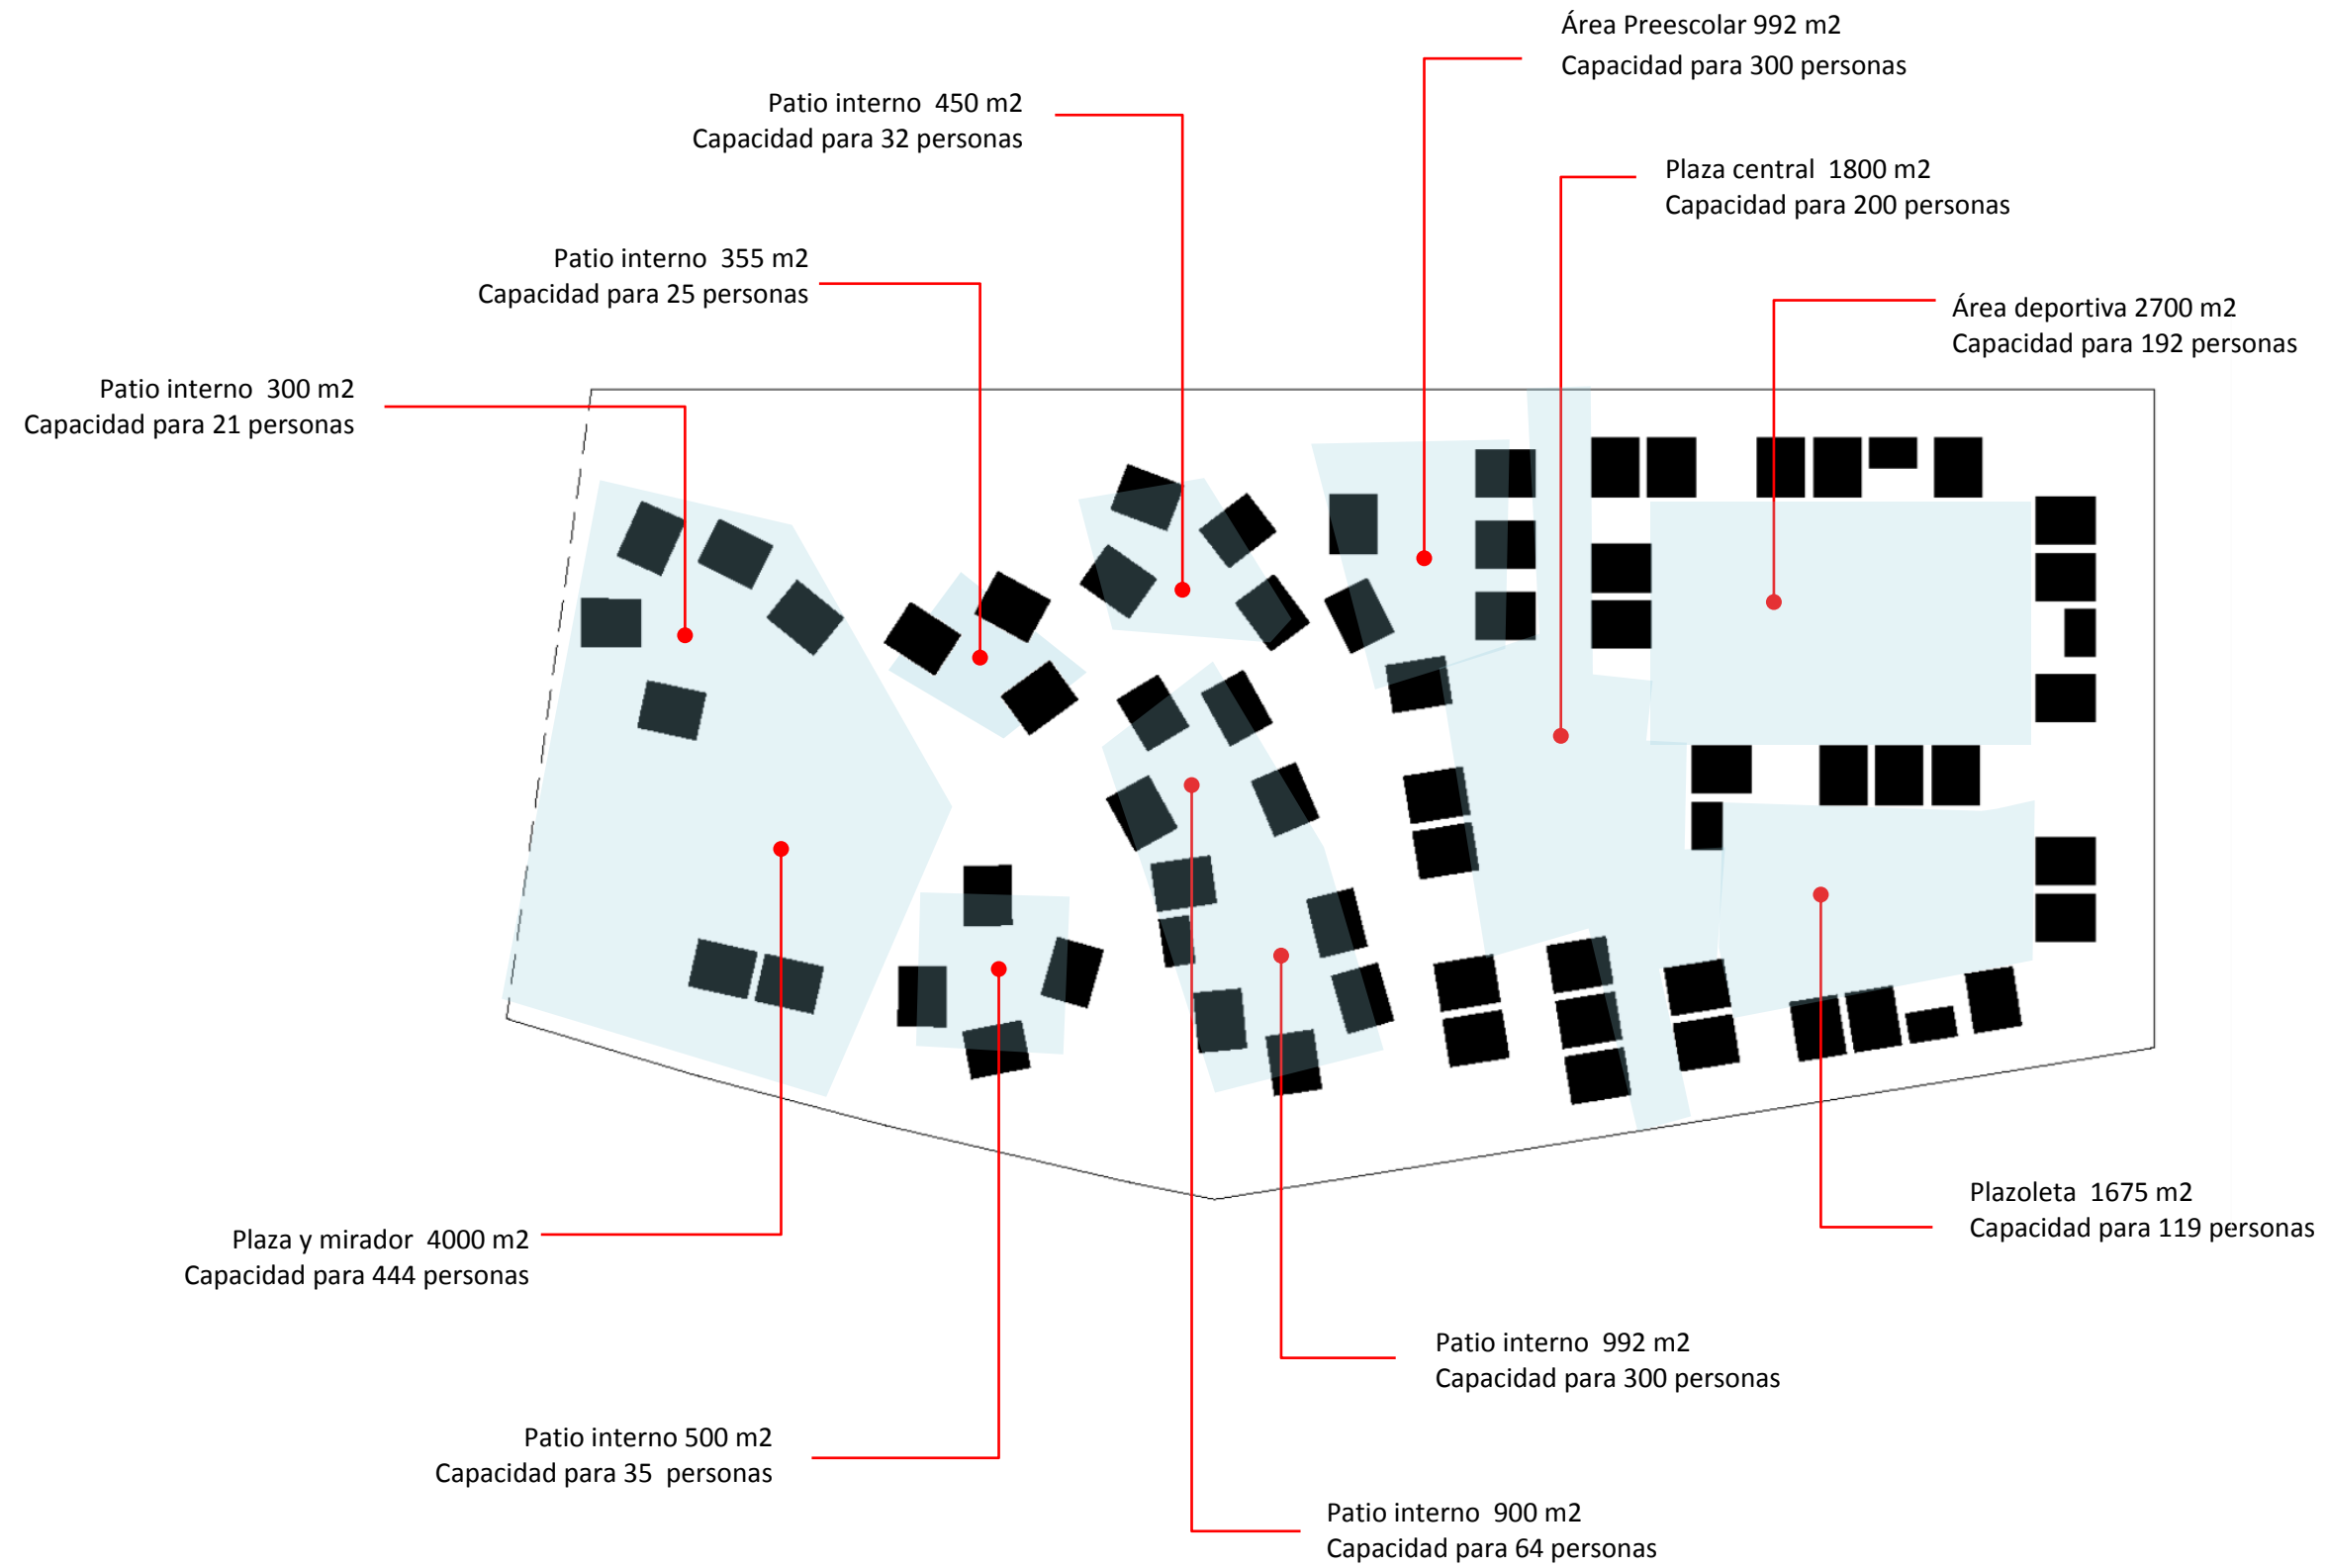 Área Preescolar 992 m2
Capacidad para 300 personas
Patio interno 450 m2
Capacidad para 32 personas
Plaza central 1800 m2
Capacidad para 200 personas
Patio interno 355 m2
Capacidad para 25 personas
Área deportiva 2700 m2
Capacidad para 192 personas
Patio interno 300 m2
Capacidad para 21 personas
Plazoleta 1675 m2
Capacidad para 119 personas
Plaza y mirador 4000 m2
Capacidad para 444 personas
Patio interno 992 m2
Capacidad para 300 personas
Patio interno 500 m2
Capacidad para 35 personas
Patio interno 900 m2
Capacidad para 64 personas